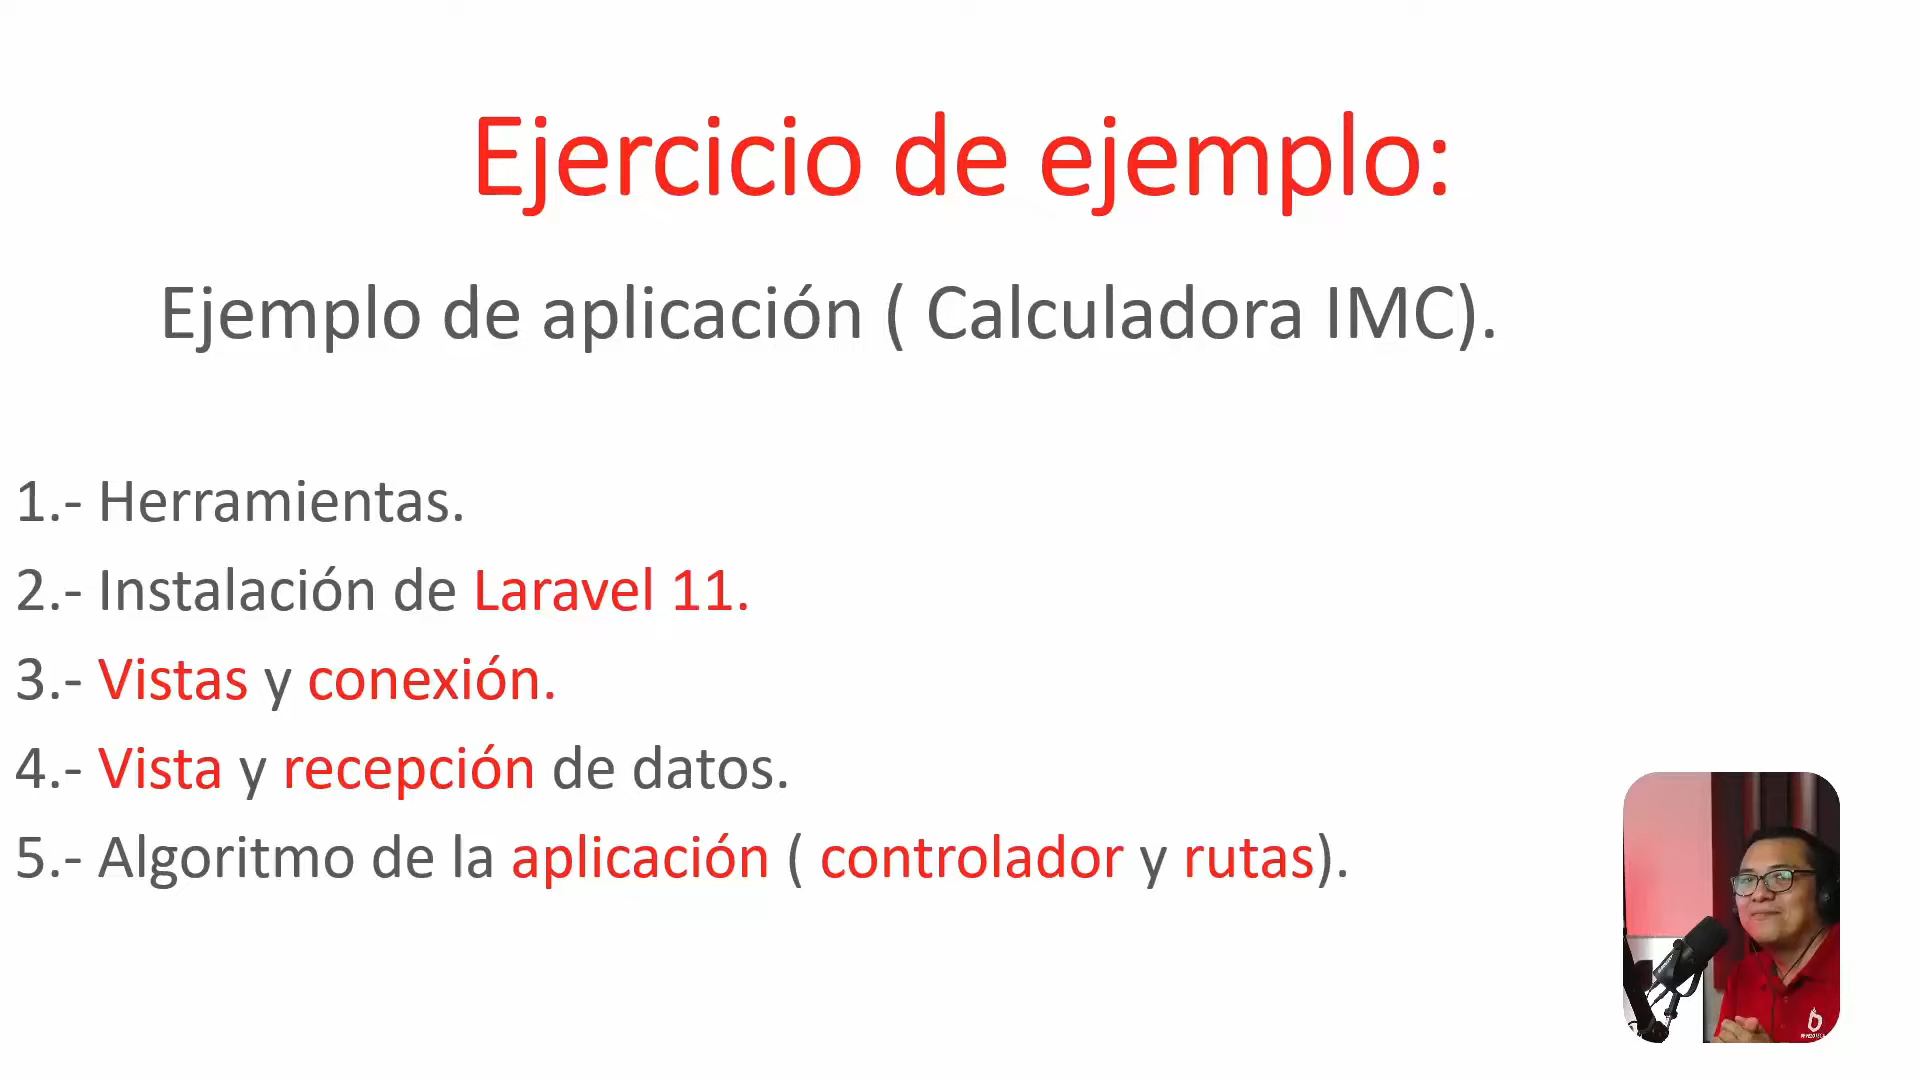 Ejercicio de ejemplo:
Ejemplo de aplicación ( Calculadora IMC).
1.- Herramientas.
2.- Instalación de Laravel 11.
3.- Vistas y conexión.
4.- Vista y recepción de datos.
5.- Algoritmo de la aplicación ( controlador y rutas).